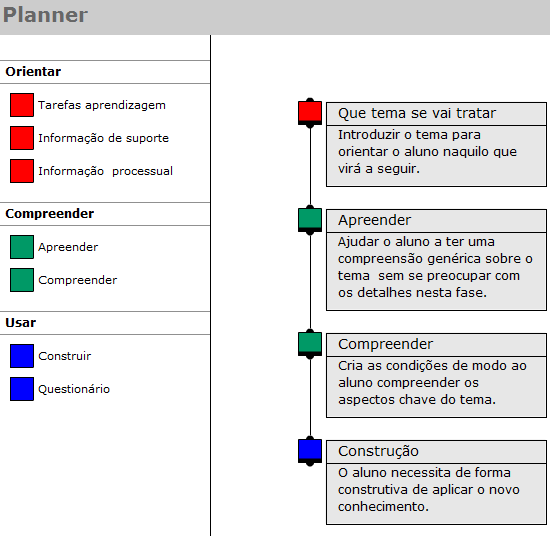 Planner
Orientar
Tarefas aprendizagem
Informação de suporte
Informação processual
Compreender
Apreender
Compreender
Usar
Construir
Questionário
Que tema se vai tratar
Introduzir o tema para
orientar o aluno naquilo que
virá a seguir.
Apreender
Ajudar o aluno a ter uma
compreensão genérica sobre o
tema sem se preocupar com
os detalhes nesta fase.
Compreender
Cria as condições de modo ao
aluno compreender os
aspectos chave do tema.
Construção
O aluno necessita de forma
construtiva de aplicar o novo
conhecimento.